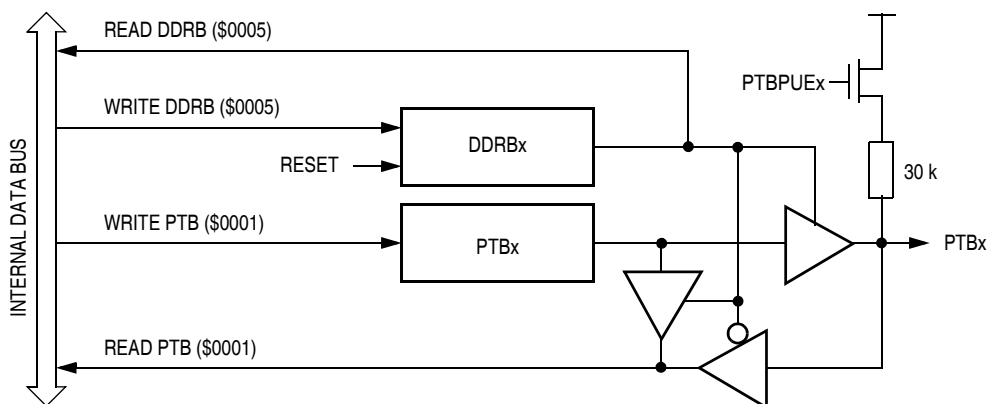 READ DDRB ($0005)
PTBPUEx
WRITE DDRB ($0005)
DDRBx
RESET
30 k
INTERNAL DATA BUS
WRITE PTB ($0001)
PTBx
PTBx
READ PTB ($0001)